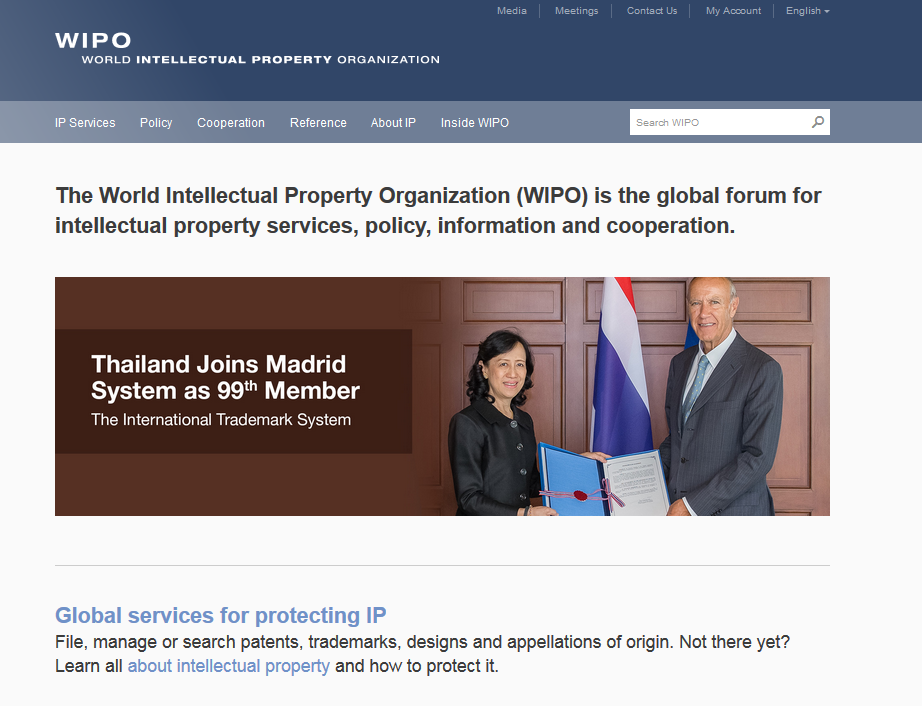 Media
Meetings
Contact Us
My Account
English
WIPO
WORLD INTELLECTUAL PROPERTY ORGANIZATION
IP Services
Policy
Cooperation
Reference
About IP
Inside WIPO
Search WIPO
The World Intellectual Property Organization (WIPO) is the global forum for
intellectual property services, policy, information and cooperation.
Thailand Joins Madrid
System as 99th Member
The International Trademark System
Global services for protecting IP
File, manage or search patents, trademarks, designs and appellations of origin. Not there yet?
Learn all about intellectual property and how to protect it.